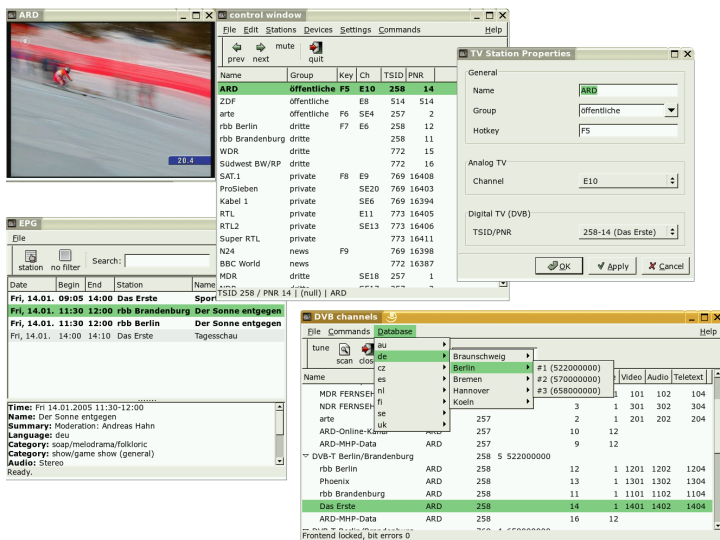 ARD
20.4
control window
File Edit Stations Devices Settings Commands Help
prev next mute quit
Name Group Key Ch TSID PNR
ARD öffentliche F5 E10 258 14
ZDF öffentliche E8 514 514
arte öffentliche F6 SE4 257 2
rbb Berlin dritte F7 E6 258 12
rbb Brandenburg dritte 258 11
WDR dritte 772 15
Südwest BW/RP dritte 772 16
SAT.1 private F8 E9 769 16408
ProSieben private SE20 769 16403
Kabel 1 private SE6 769 16394
RTL private E11 773 16405
RTL2 private SE13 773 16406
Super RTL private 773 16411
N24 news F9 769 16398
BBC World news 772 16387
MDR dritte SE18 257 1
TSID 258 / PNR 14 | (null) | ARD
TV Station Properties
General
Name ARD
Group öffentliche
Hotkey F5
Analog TV
Channel E10
Digital TV (DVB)
TSID/PNR 258-14 (Das Erste)
OK Apply Cancel
EPG
File
station no filter Search:
Date Begin End Station Name
Fri, 14.01. 09:05 14:00 Das Erste Sport
Fri, 14.01. 11:30 12:00 rbb Brandenburg Der Sonne entgegen
Fri, 14.01. 11:30 12:00 rbb Berlin Der Sonne entgegen
Fri, 14.01. 14:00 14:10 Das Erste Tagesschau
Time: Fri 14.01.2005 11:30-12:00
Name: Der Sonne entgegen
Summary: Moderation: Andreas Hahn
Language: deu
Category: soap/melodrama/folkloric
Category: show/game show (general)
Audio: Stereo
Ready.
DVB channels
File Commands Database Help
tune scan clos
au
de
cz
es
nl
fi
se
uk
Braunschweig
Berlin
Bremen
Hannover
Koeln
#1 (522000000)
#2 (570000000)
#3 (658000000)
Name Video Audio Teletext
MDR FERNSEH 1 101 102 104
NDR FERNSEH 3 1 301 302 304
arte 257 2 1 201 202 204
ARD-Online-Kanal ARD 257 10 12
ARD-MHP-Data ARD 257 9 12
DVB-T Berlin/Brandenburg 258 5 522000000
rbb Berlin ARD 258 12 1 1201 1202 1204
Phoenix ARD 258 13 1 1301 1302 1304
rbb Brandenburg ARD 258 11 1 1101 1102 1104
Das Erste ARD 258 14 1 1401 1402 1404
ARD-MHP-Data ARD 258 16 12
Frontend locked, bit errors 0